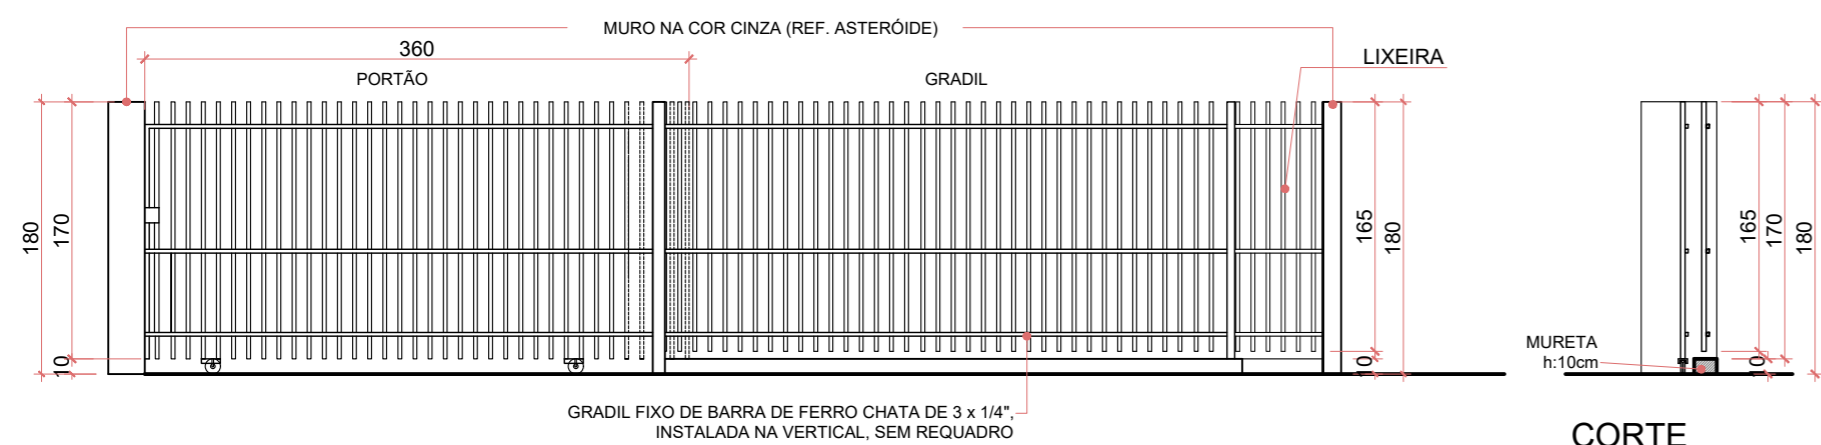 MURO NA COR CINZA (REF. ASTERÓIDE)
360
LIXEIRA
PORTÃO
GRADIL
180
170
10
165
180
10
165
170
180
10
MURETA
h:10cm
GRADIL FIXO DE BARRA DE FERRO CHATA DE 3 x 1/4",
INSTALADA NA VERTICAL, SEM REQUADRO
CORTE